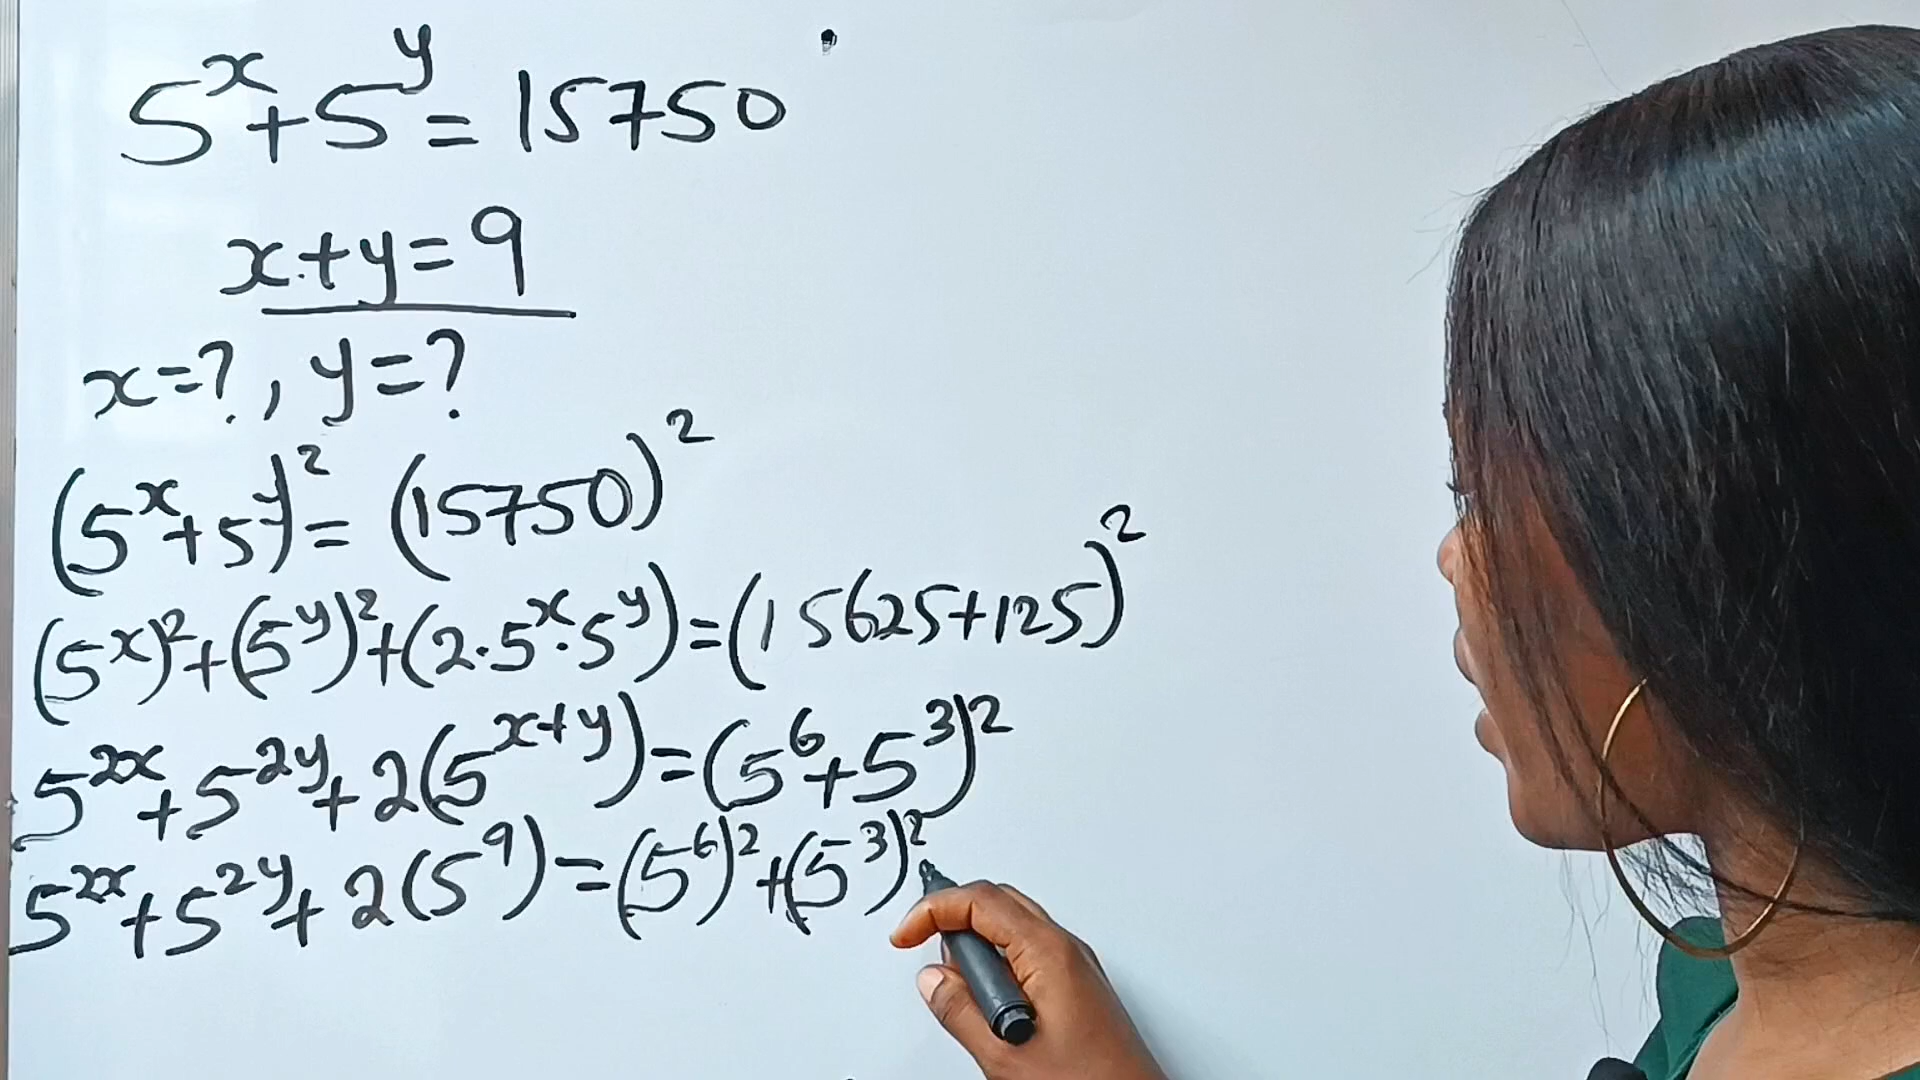 5^x + 5^y = 15750
x + y = 9
x = ?, y = ?
(5^x + 5^y)^2 = (15750)^2
(5^x)^2 + (5^y)^2 + (2·5^x·5^y) = (15625 + 125)^2
5^2x + 5^2y + 2(5^x+y) = (5^6 + 5^3)^2
5^2x + 5^2y + 2(5^9) = (5^6)^2 + (5^3)^2